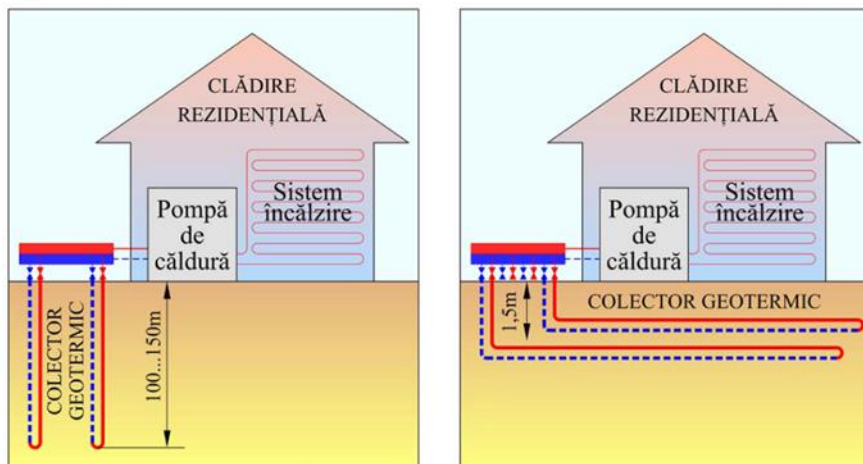 CLĂDIRE
REZIDENȚIALĂ
Pompă
de
căldură
Sistem
încălzire
COLECTOR
GEOTERMIC
100...150m
CLĂDIRE
REZIDENȚIALĂ
Pompă
de
căldură
Sistem
încălzire
COLECTOR GEOTERMIC
1,5m